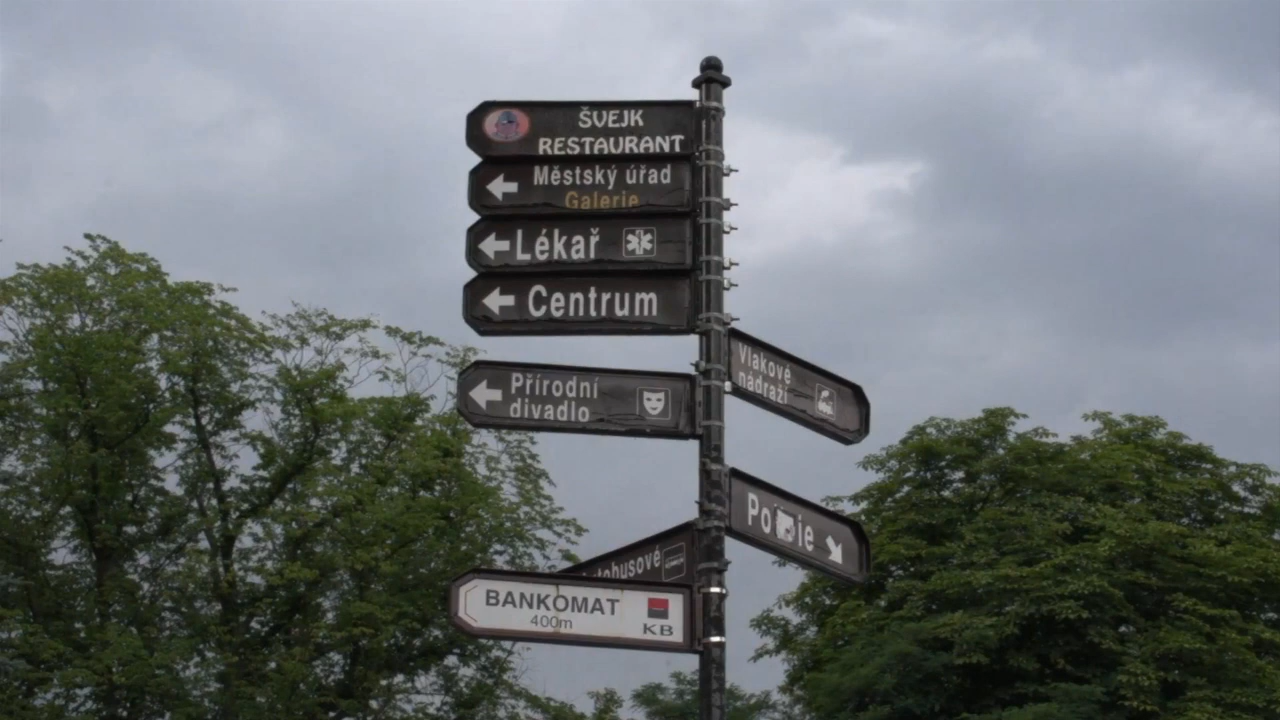 ŠVEJK
RESTAURANT
Městský úřad
Galerie
Lékař
Centrum
Vlakové
nádraží
Přírodní
divadlo
BANKOMAT
400m
KB